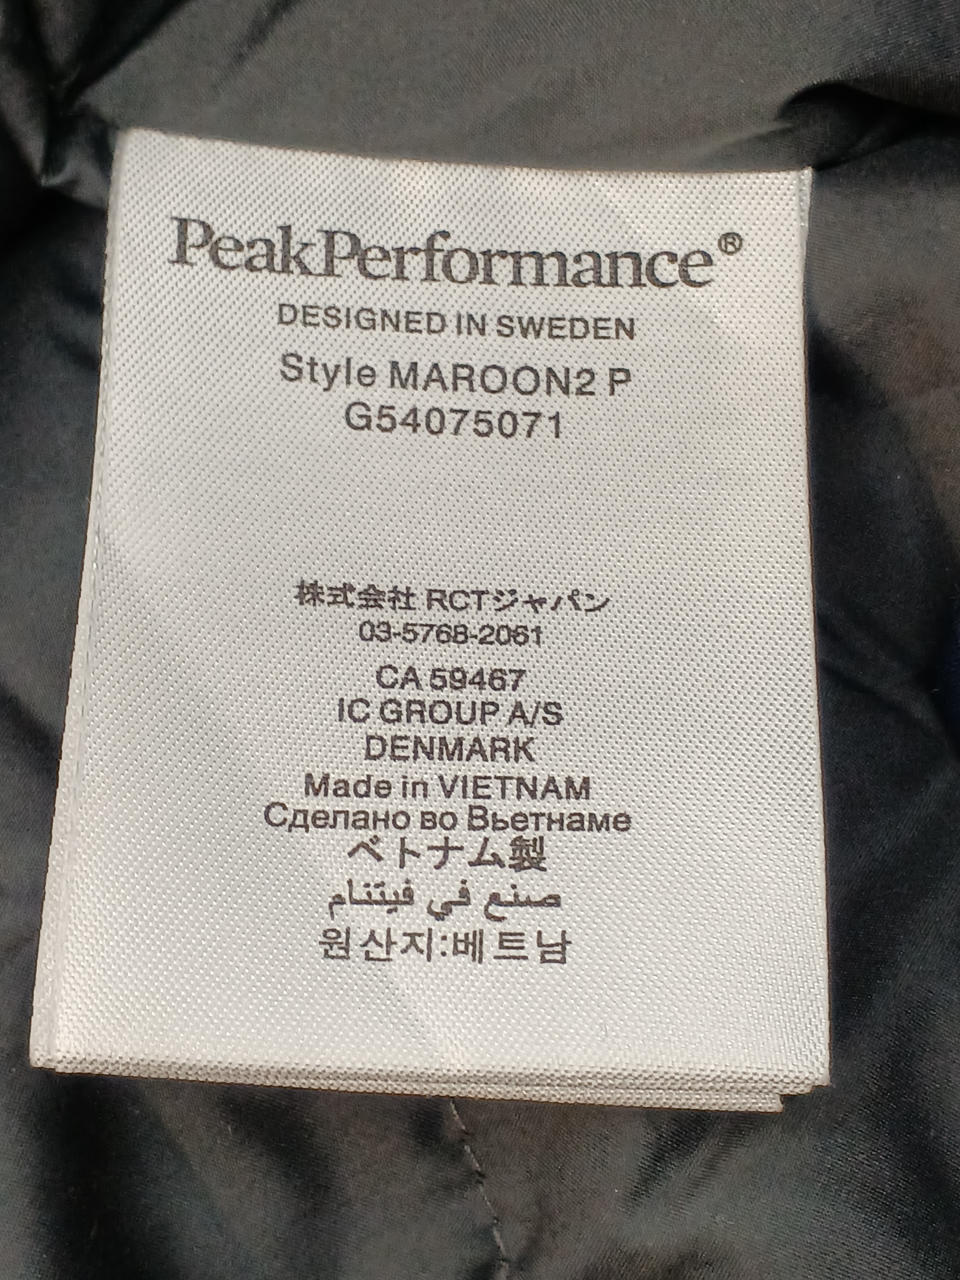 PeakPerformance®
DESIGNED IN SWEDEN
Style MAROON2 P
G54075071
株式会社 RCTジャパン
03-5768-2061
CA 59467
IC GROUP A/S
DENMARK
Made in VIETNAM
Сделано во Вьетнаме
ベトナム製
صنع في فيتنام
원산지:베트남